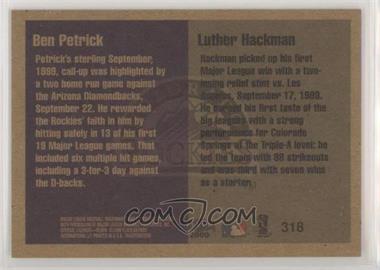 Ben Petrick
Petrick's sterling September,
1999, call-up was highlighted by
a two home run game against
the Arizona Diamondbacks,
September 22. He rewarded
the Rockies' faith in him by
hitting safely in 13 of his first
19 Major League games. That
included six multiple hit games,
including a 3-for-3 day against
the D-backs.
Luther Hackman
Hackman picked up his first
Major League win with a two-
inning relief stint vs. Los
Angeles, September 17, 1999.
He earned his first taste of the
big leagues with a strong
performance for Colorado
Springs of the Triple-A level: he
led the team with 88 strikeouts
and was third with seven wins
as a starter.
318